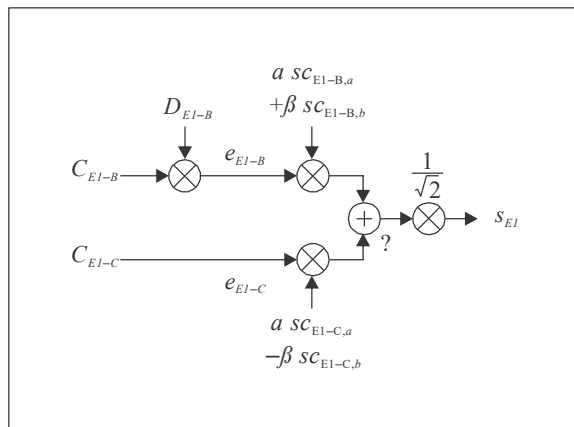 a sc_{E1-B,a}
+β sc_{E1-B,b}
D_{E1-B}
C_{E1-B}
e_{E1-B}
1/√2
s_{E1}
?
C_{E1-C}
e_{E1-C}
a sc_{E1-C,a}
−β sc_{E1-C,b}